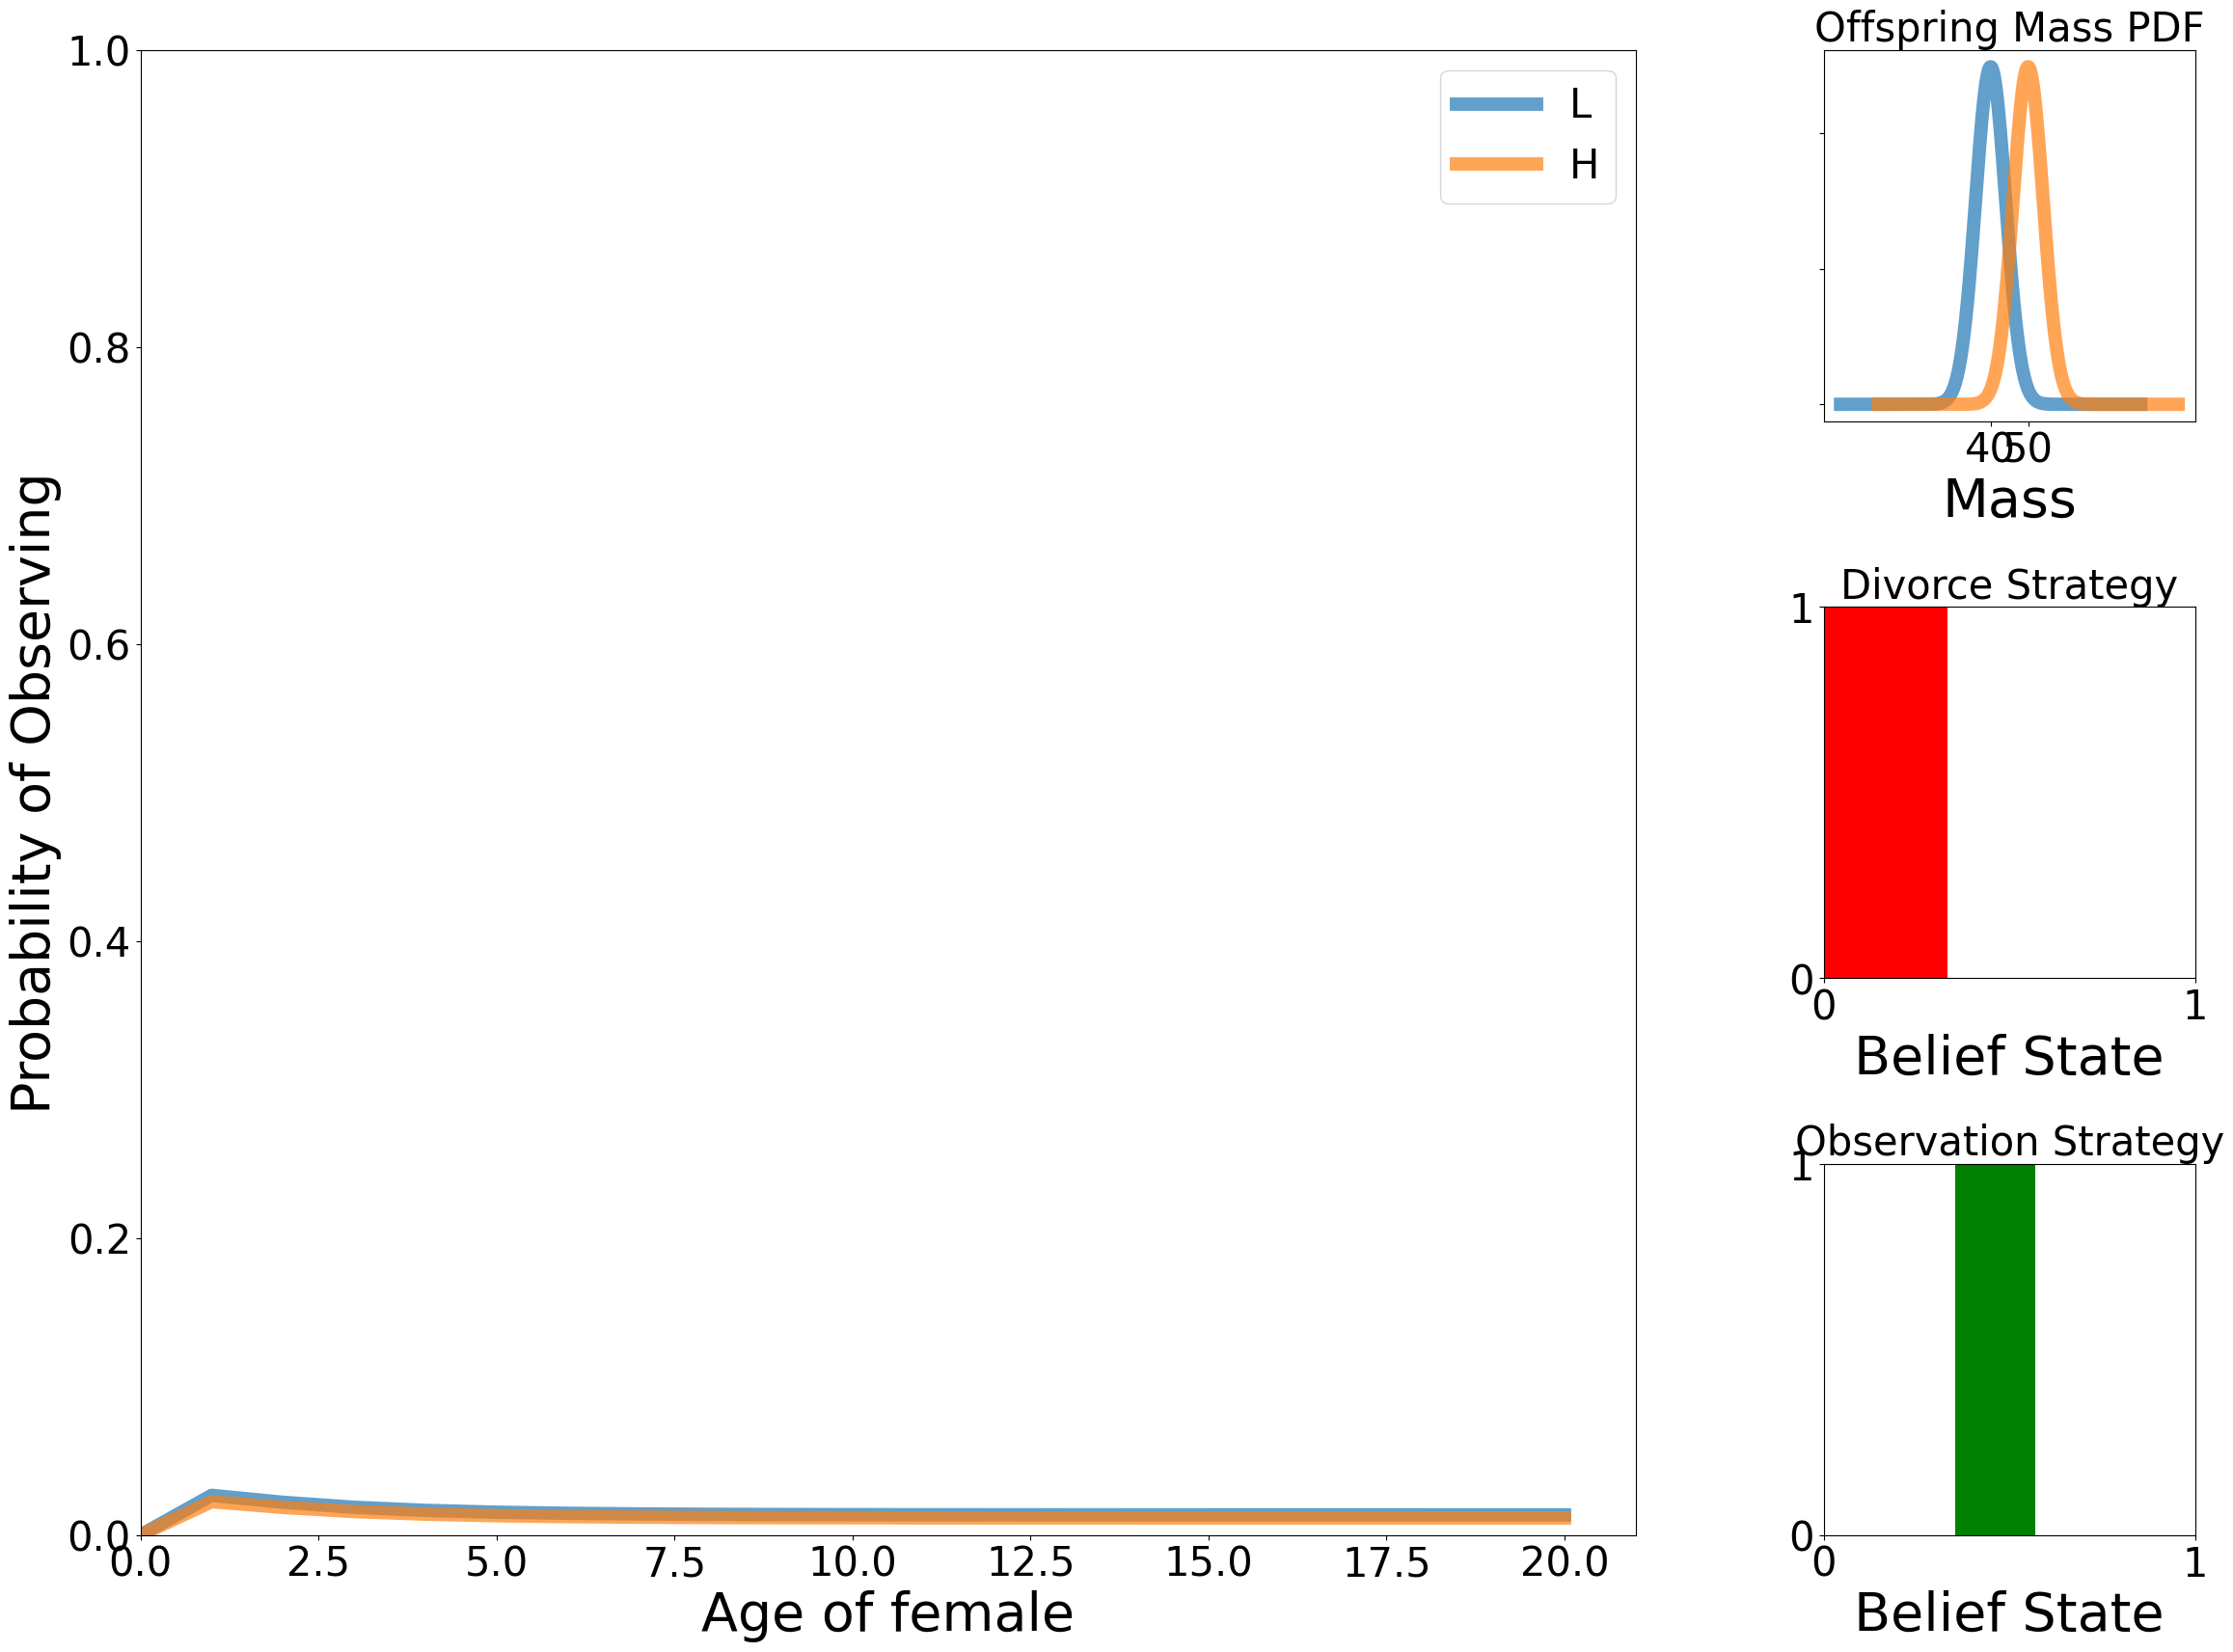 Probability of Observing
1.0
0.8
0.6
0.4
0.2
0.0
0.0 2.5 5.0 7.5 10.0 12.5 15.0 17.5 20.0
Age of female
L
H
Offspring Mass PDF
40 50
Mass
Divorce Strategy
1
0
0 1
Belief State
Observation Strategy
1
0
0 1
Belief State